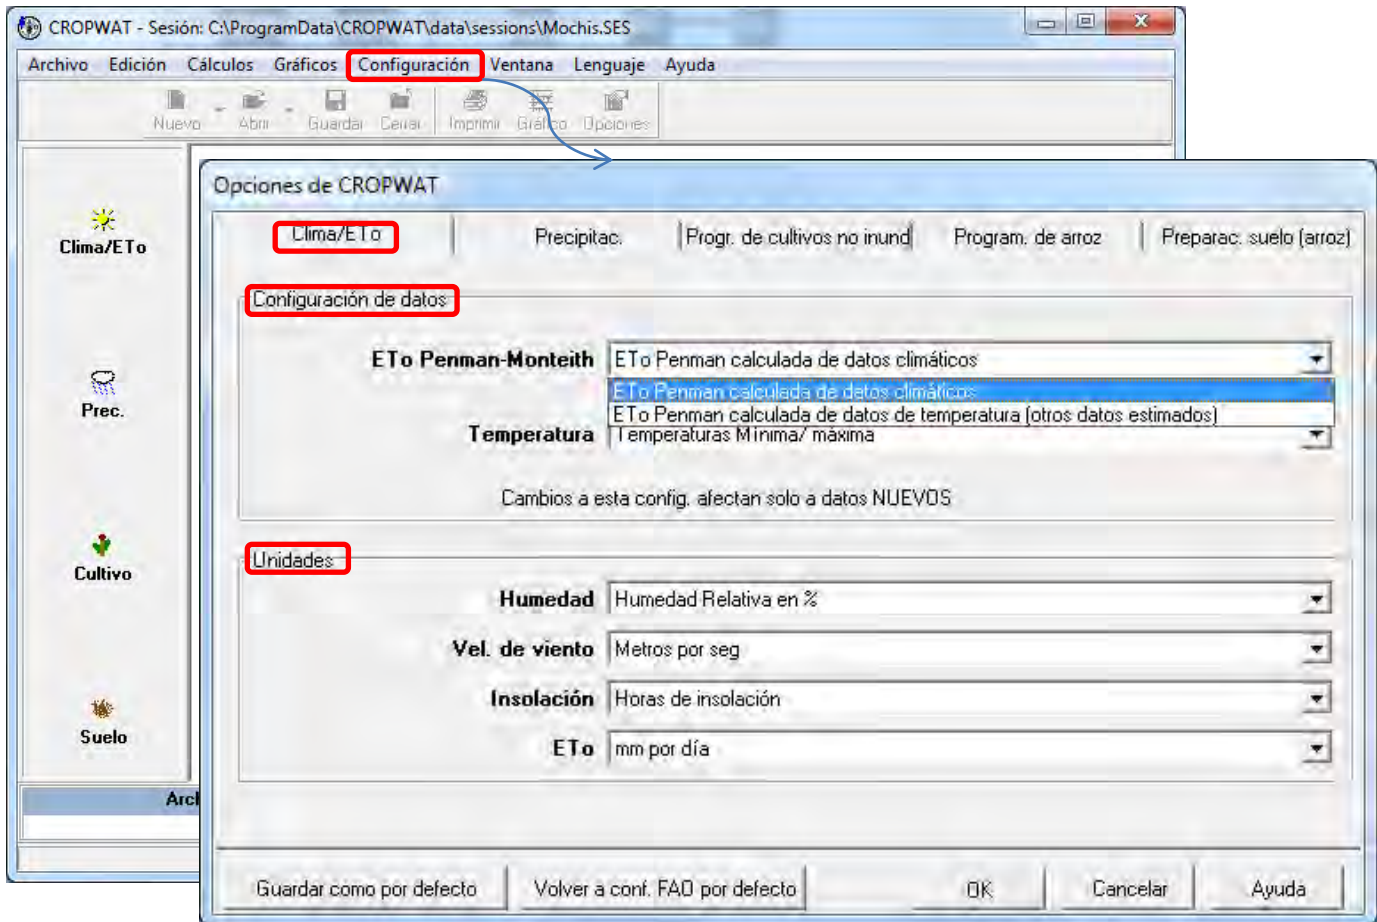 CROPWAT - Sesión: C:\ProgramData\CROPWAT\data\sessions\Mochis.SES
Archivo Edición Cálculos Gráficos Configuración Ventana Lenguaje Ayuda
Nuevo Abrir Guardar Cerrar Imprimir Gráfico Opciones
Opciones de CROPWAT
Clima/ETo Precipitac. Progr. de cultivos no inund Program. de arroz Preparac. suelo (arroz)
Clima/ETo
Prec.
Cultivo
Suelo
Configuración de datos
ETo Penman-Monteith ETo Penman calculada de datos climáticos
ETo Penman calculada de datos climáticos
ETo Penman calculada de datos de temperatura (otros datos estimados)
Temperatura Temperaturas Mínima/ máxima
Cambios a esta config. afectan solo a datos NUEVOS
Unidades
Humedad Humedad Relativa en %
Vel. de viento Metros por seg
Insolación Horas de insolación
ETo mm por día
Guardar como por defecto Volver a conf. FAO por defecto OK Cancelar Ayuda